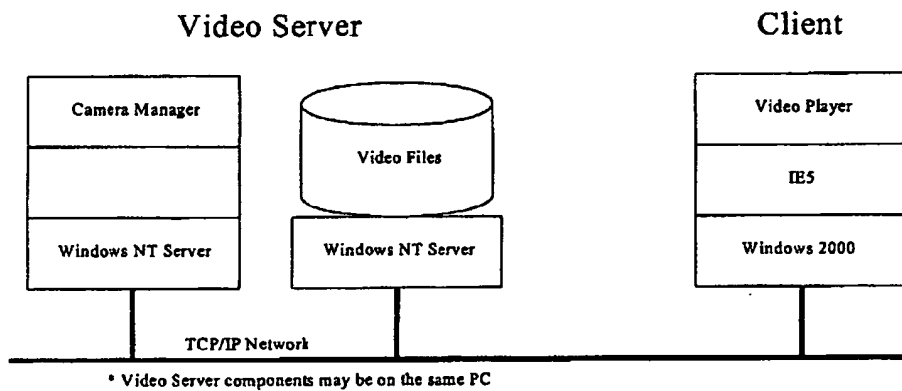 Video Server
Client
Camera Manager
Video Files
Windows NT Server
Windows NT Server
Video Player
IE5
Windows 2000
TCP/IP Network
* Video Server components may be on the same PC